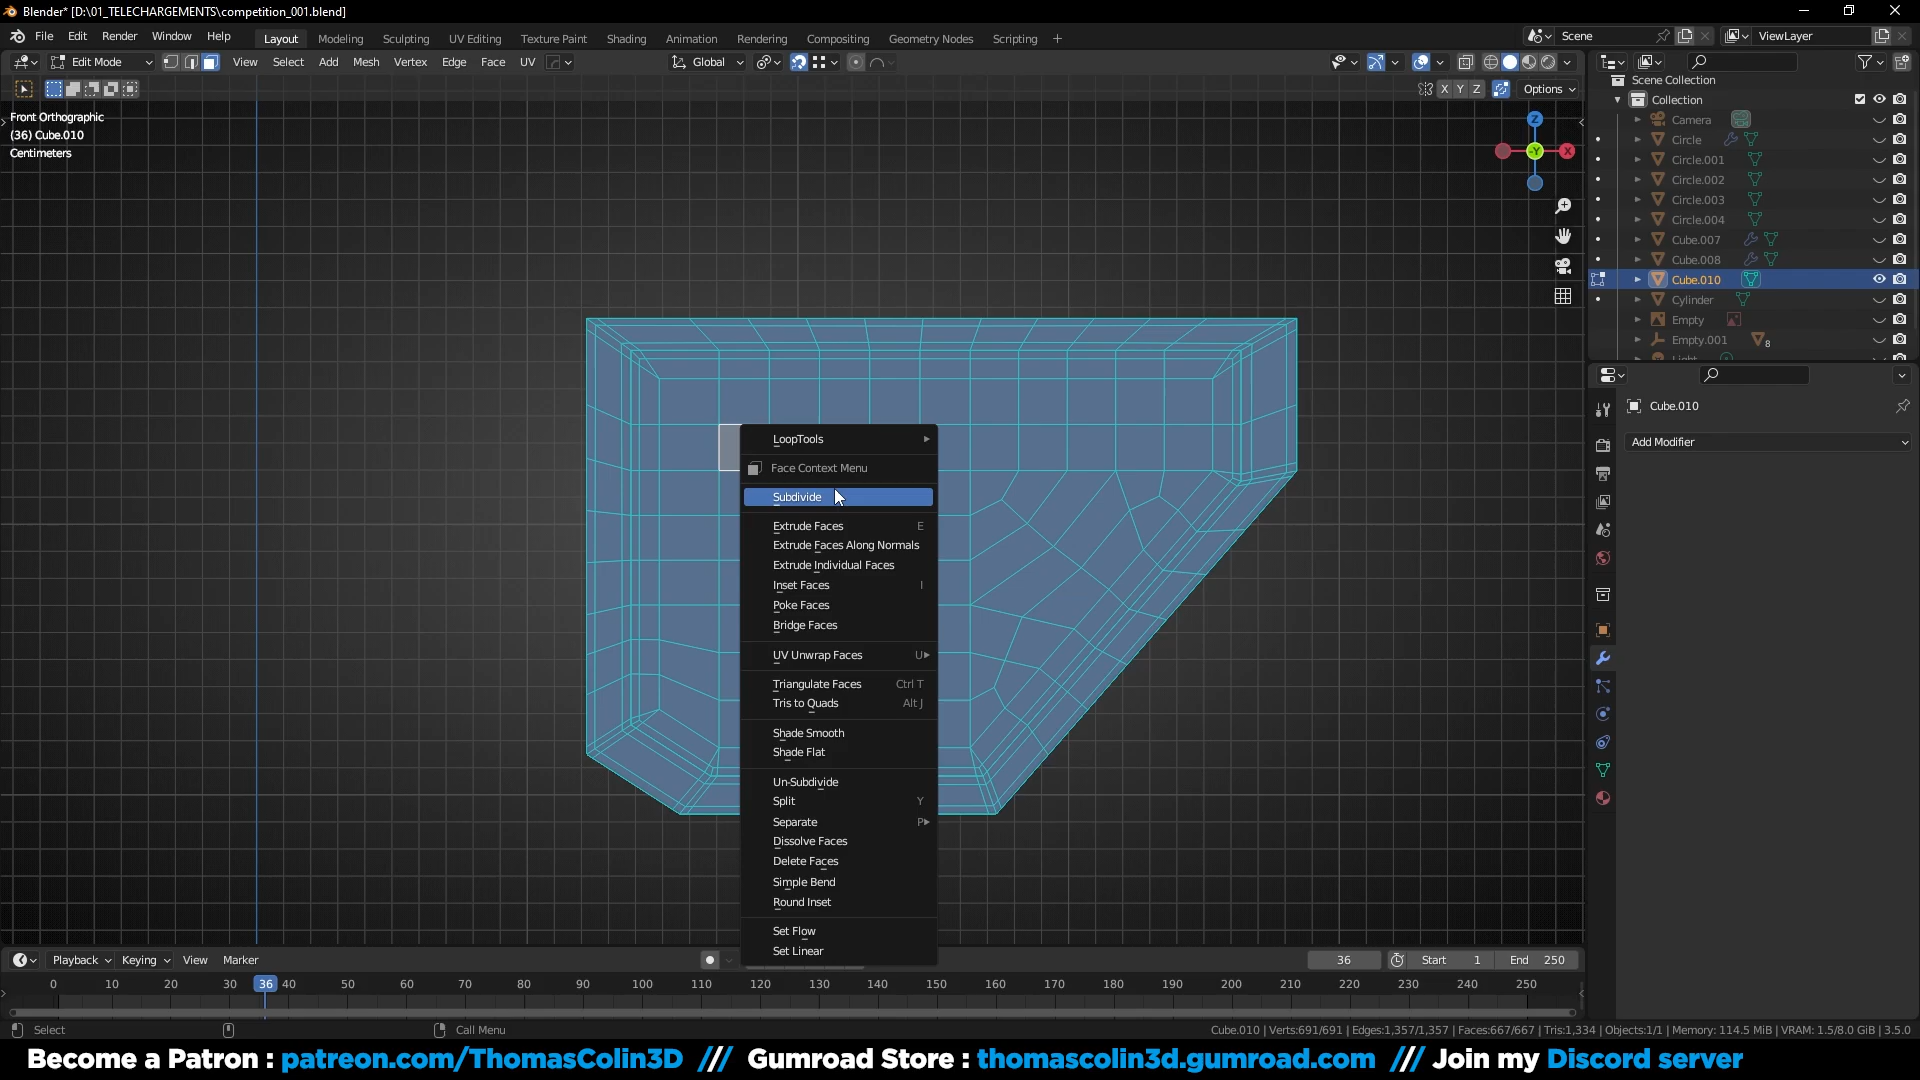 Blender* [D:\01_TELECHARGEMENTS\competition_001.blend]
File Edit Render Window Help Layout Modeling Sculpting UV Editing Texture Paint Shading Animation Rendering Compositing Geometry Nodes Scripting + Scene ViewLayer
Edit Mode View Select Add Mesh Vertex Edge Face UV Global
X Y Z Options
Front Orthographic
(36) Cube.010
Centimeters
Z
-Y X
Scene Collection
Collection
Camera
Circle
Circle.001
Circle.002
Circle.003
Circle.004
Cube.007
Cube.008
Cube.010
Cylinder
Empty
Empty.001 8
Light
Cube.010
Add Modifier
LoopTools
Face Context Menu
Subdivide
Extrude Faces E
Extrude Faces Along Normals
Extrude Individual Faces
Inset Faces I
Poke Faces
Bridge Faces
UV Unwrap Faces U
Triangulate Faces Ctrl T
Tris to Quads Alt J
Shade Smooth
Shade Flat
Un-Subdivide
Split Y
Separate P
Dissolve Faces
Delete Faces
Simple Bend
Round Inset
Set Flow
Set Linear
Playback Keying View Marker 36 Start 1 End 250
0 10 20 30 36 40 50 60 70 80 90 100 110 120 130 140 150 160 170 180 190 200 210 220 230 240 250
Select Call Menu Cube.010 | Verts:691/691 | Edges:1,357/1,357 | Faces:667/667 | Tris:1,334 | Objects:1/1 | Memory: 114.5 MiB | VRAM: 1.5/8.0 GiB | 3.5.0
Become a Patron : patreon.com/ThomasColin3D /// Gumroad Store : thomascolin3d.gumroad.com /// Join my Discord server